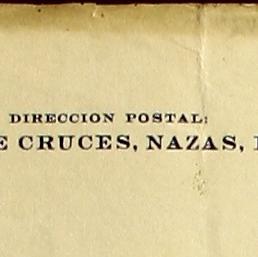 DIRECCION POSTAL:
E CRUCES, NAZAS,